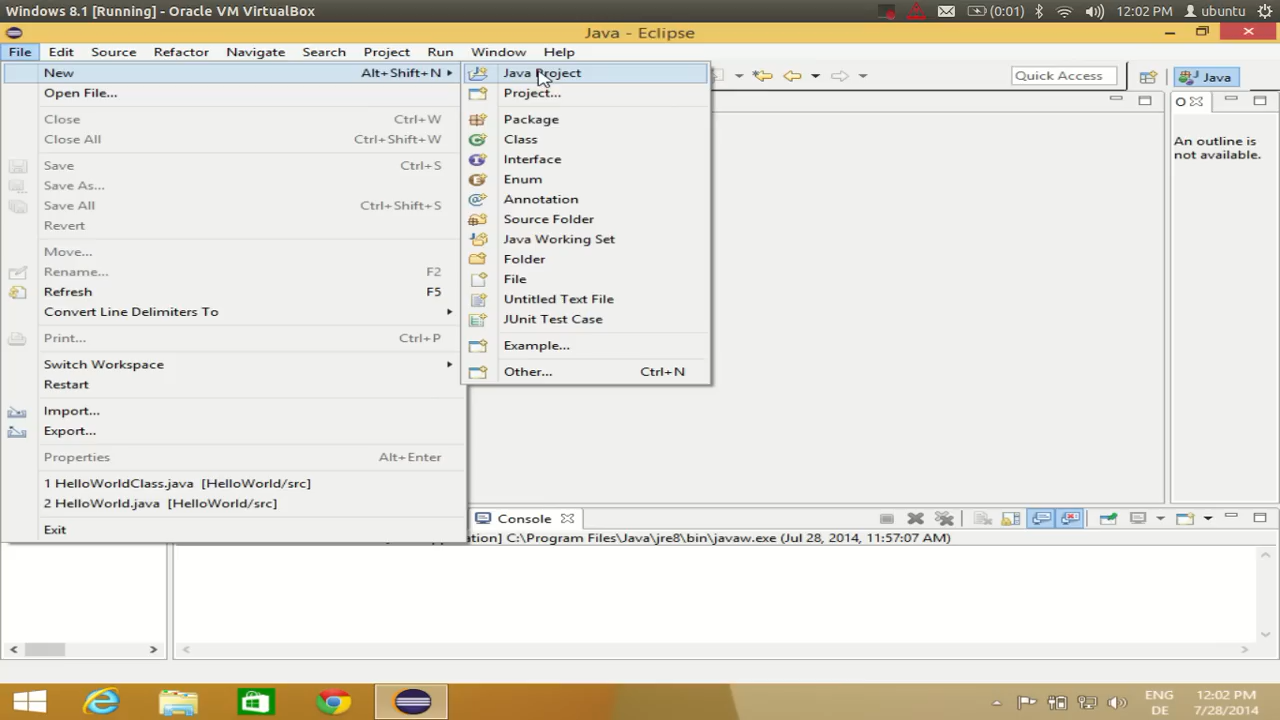 Windows 8.1 [Running] - Oracle VM VirtualBox
(0:01) 12:02 PM ubuntu
Java - Eclipse
File Edit Source Refactor Navigate Search Project Run Window Help
New Alt+Shift+N
Open File...
Close Ctrl+W
Close All Ctrl+Shift+W
Save Ctrl+S
Save As...
Save All Ctrl+Shift+S
Revert
Move...
Rename... F2
Refresh F5
Convert Line Delimiters To
Print... Ctrl+P
Switch Workspace
Restart
Import...
Export...
Properties Alt+Enter
1 HelloWorldClass.java [HelloWorld/src]
2 HelloWorld.java [HelloWorld/src]
Exit
Java Project
Project...
Package
Class
Interface
Enum
Annotation
Source Folder
Java Working Set
Folder
File
Untitled Text File
JUnit Test Case
Example...
Other... Ctrl+N
Quick Access
Java
An outline is
not available.
Console
cation] C:\Program Files\Java\jre8\bin\javaw.exe (Jul 28, 2014, 11:57:07 AM)
ENG
DE
12:02 PM
7/28/2014